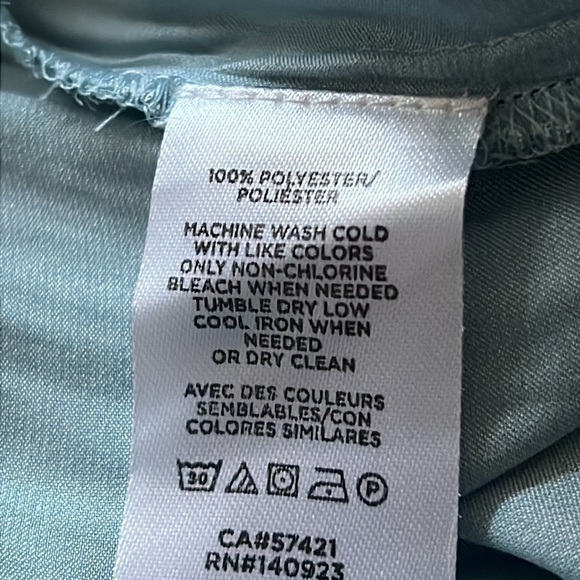 100% POLYESTER/
POLIÉSTER
MACHINE WASH COLD
WITH LIKE COLORS
ONLY NON-CHLORINE
BLEACH WHEN NEEDED
TUMBLE DRY LOW
COOL IRON WHEN
NEEDED
OR DRY CLEAN
AVEC DES COULEURS
SEMBLABLES/CON
COLORES SIMILARES
30 P
CA#57421
RN#140923